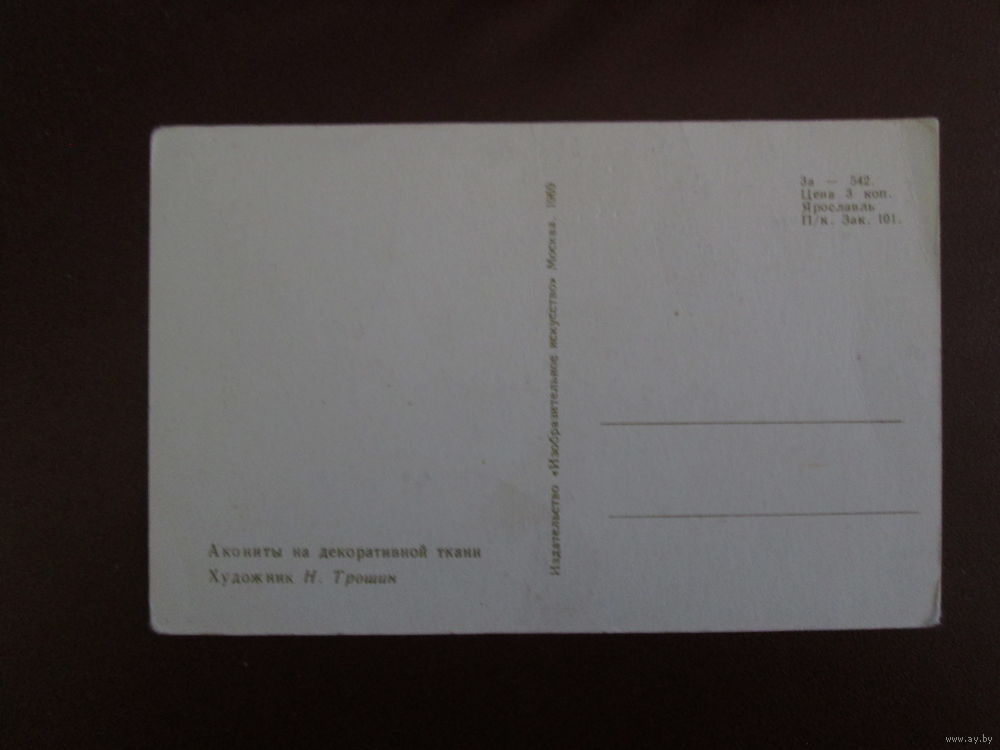 За — 542.
Цена 3 коп.
Ярославль
П/к. Зак. 101.
Издательство «Изобразительное искусство» Москва. 1969
Акониты на декоративной ткани
Художник Н. Трошин
www.ay.by